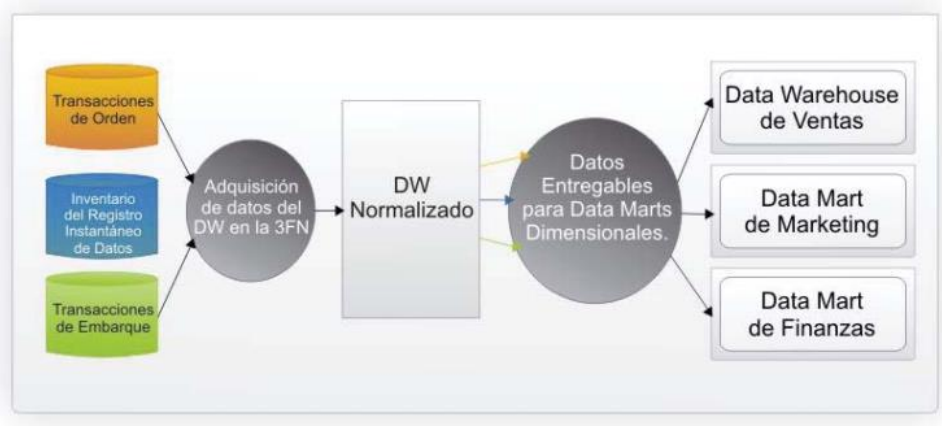 Transacciones
de Orden
Inventario
del Registro
Instantáneo
de Datos
Transacciones
de Embarque
Adquisición
de datos del
DW en la 3FN
DW
Normalizado
Datos
Entregables
para Data Marts
Dimensionales.
Data Warehouse
de Ventas
Data Mart
de Marketing
Data Mart
de Finanzas